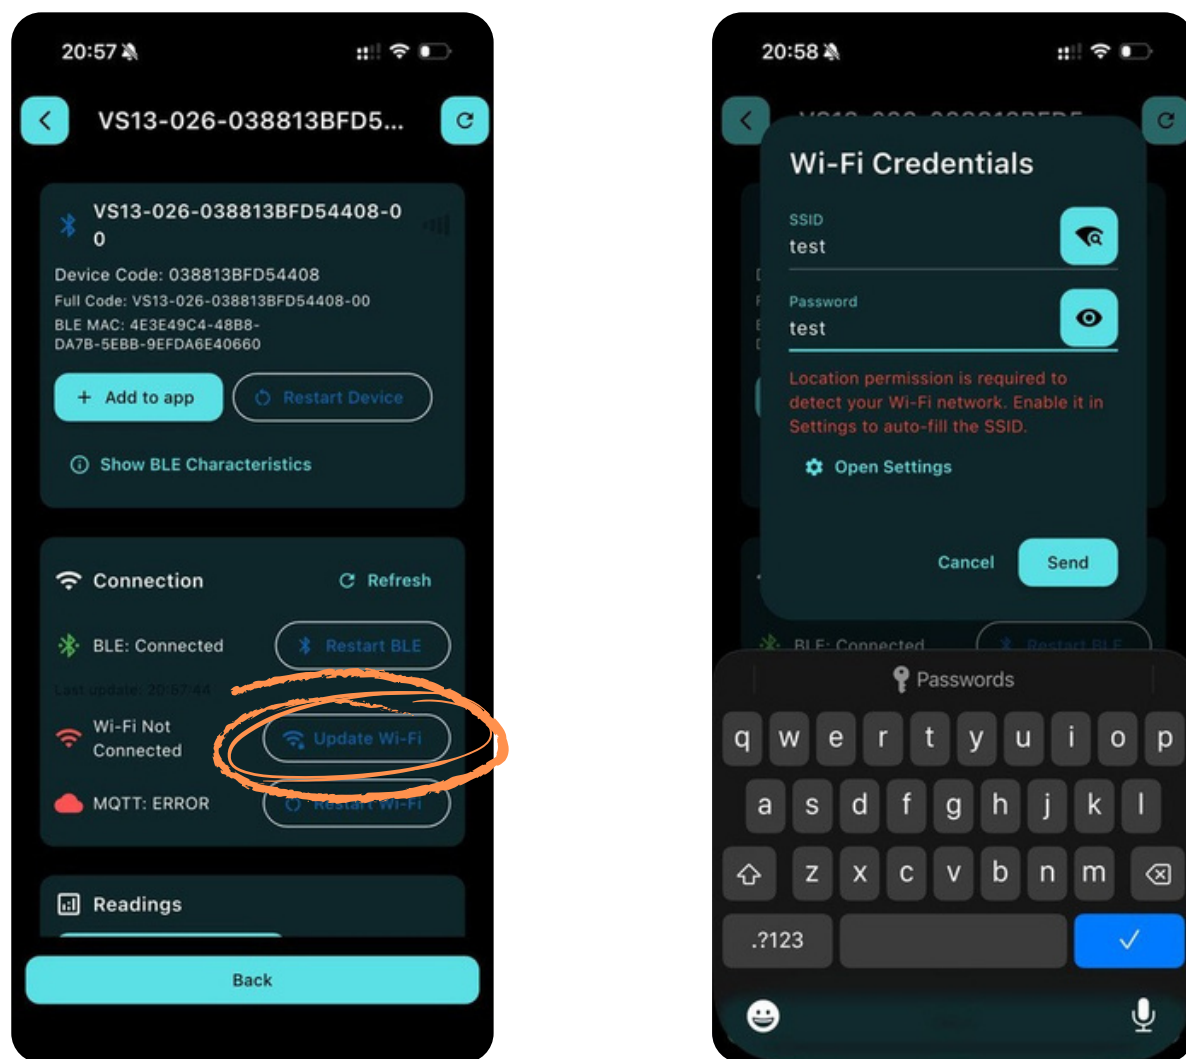 20:57
VS13-026-038813BFD5...
VS13-026-038813BFD54408-0
0
Device Code: 038813BFD54408
Full Code: VS13-026-038813BFD54408-00
BLE MAC: 4E3E49C4-48B8-
DA7B-5EBB-9EFDA6E40660
+ Add to app
Restart Device
Show BLE Characteristics
Connection
Refresh
BLE: Connected
Restart BLE
Last update: 20:57:44
Wi-Fi Not
Connected
Update Wi-Fi
MQTT: ERROR
Restart Wi-Fi
Readings
Back
20:58
Wi-Fi Credentials
SSID
test
Password
test
Location permission is required to
detect your Wi-Fi network. Enable it in
Settings to auto-fill the SSID.
Open Settings
Cancel
Send
BLE: Connected
Restart BLE
Passwords
q w e r t y u i o p
a s d f g h j k l
z x c v b n m
.?123